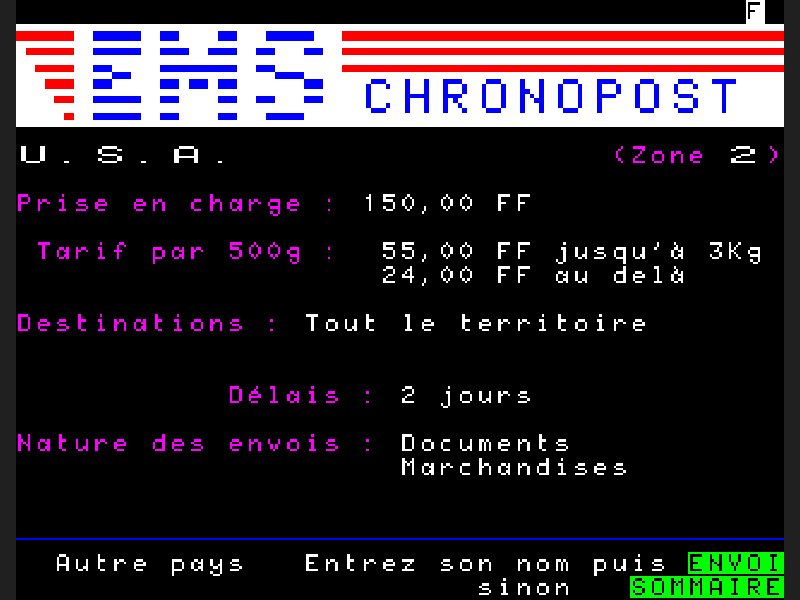 F
EMS
CHRONOPOST
U.S.A. (Zone 2)
Prise en charge : 150,00 FF
Tarif par 500g : 55,00 FF jusqu'à 3Kg
24,00 FF au delà
Destinations : Tout le territoire
Délais : 2 jours
Nature des envois : Documents
Marchandises
Autre pays Entrez son nom puis ENVOI
sinon SOMMAIRE